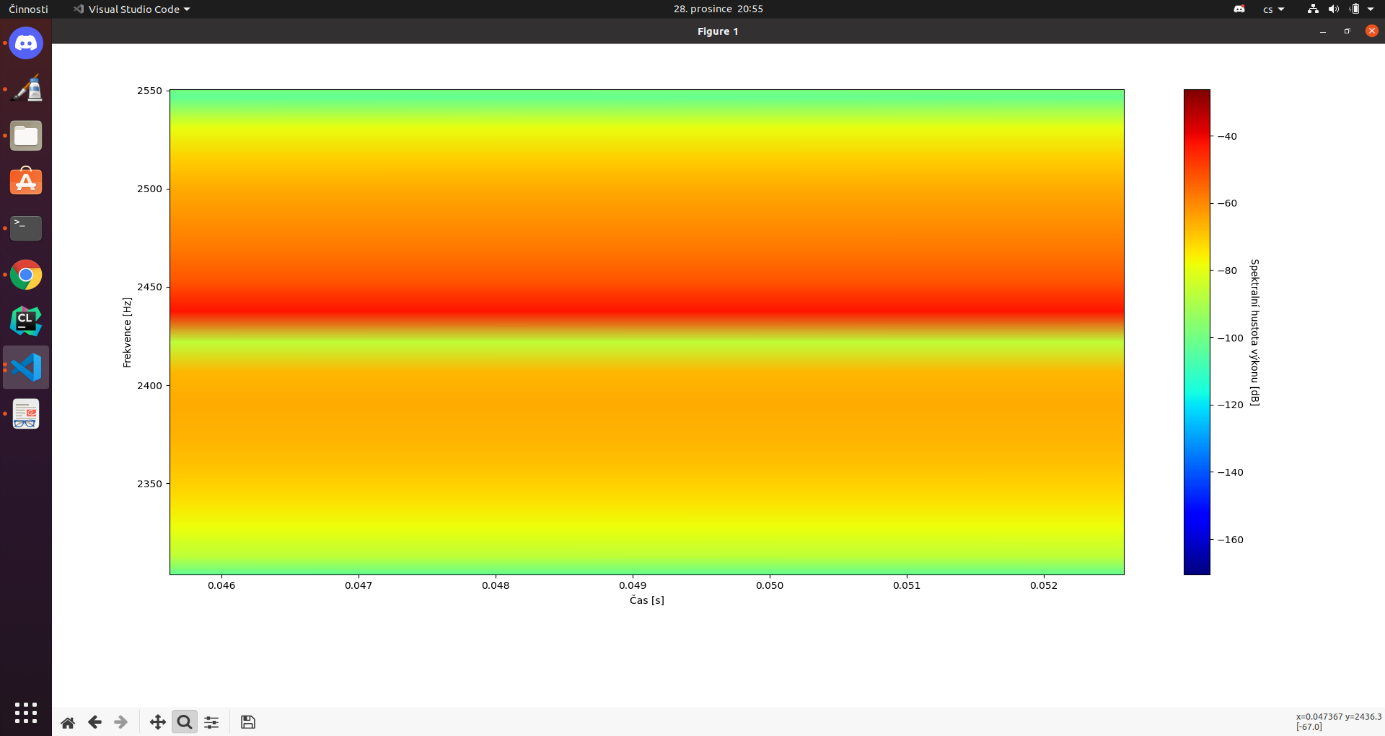 Činnosti
Visual Studio Code
28. prosince 20:55
cs
Figure 1
2550
2500
2450
2400
2350
Frekvence [Hz]
0.046
0.047
0.048
0.049
0.050
0.051
0.052
Čas [s]
−40
−60
−80
−100
−120
−140
−160
Spektralní hustota výkonu [dB]
>_
CL
x=0.047367 y=2436.3
[-67.0]